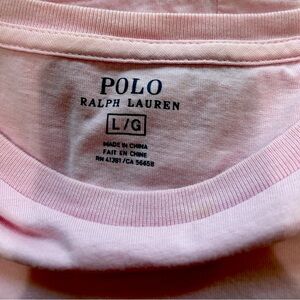 POLO
RALPH LAUREN
L/G
MADE IN CHINA
FAIT EN CHINE
RN 41381/CA 56658